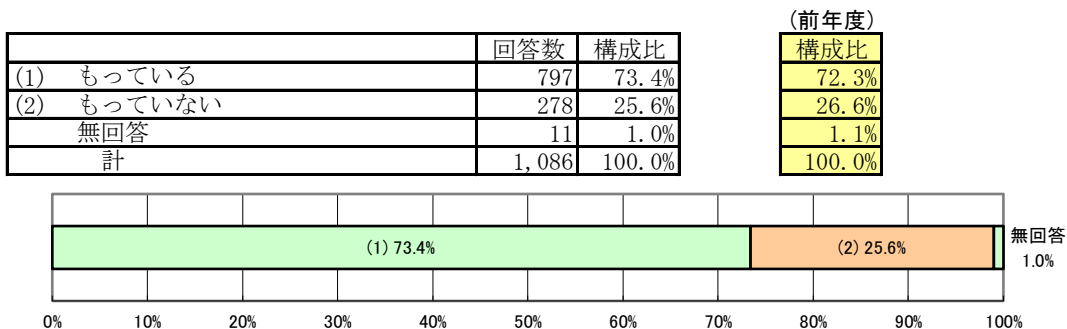 (前年度)
回答数 構成比 構成比
(1) もっている 797 73.4% 72.3%
(2) もっていない 278 25.6% 26.6%
無回答 11 1.0% 1.1%
計 1,086 100.0% 100.0%
(1) 73.4% (2) 25.6% 無回答
1.0%
0% 10% 20% 30% 40% 50% 60% 70% 80% 90% 100%